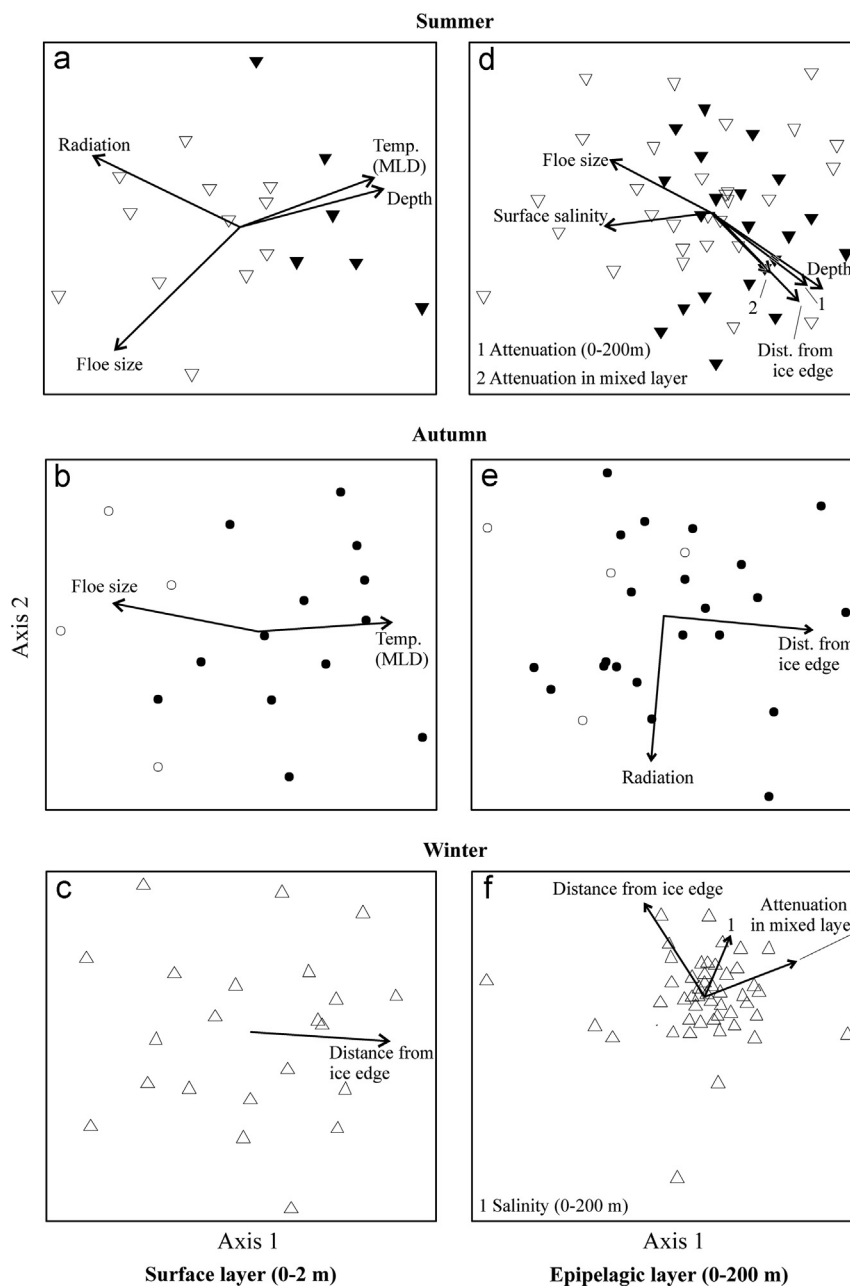 Summer
a
Radiation
Temp.
(MLD)
Depth
Floe size
d
Floe size
Surface salinity
Depth
1
2
Dist. from
ice edge
1 Attenuation (0-200m)
2 Attenuation in mixed layer
Autumn
Axis 2
b
Floe size
Temp.
(MLD)
e
Dist. from
ice edge
Radiation
Winter
c
Distance from
ice edge
f
Distance from ice edge
1
Attenuation
in mixed layer
1 Salinity (0-200 m)
Axis 1
Axis 1
Surface layer (0-2 m)
Epipelagic layer (0-200 m)